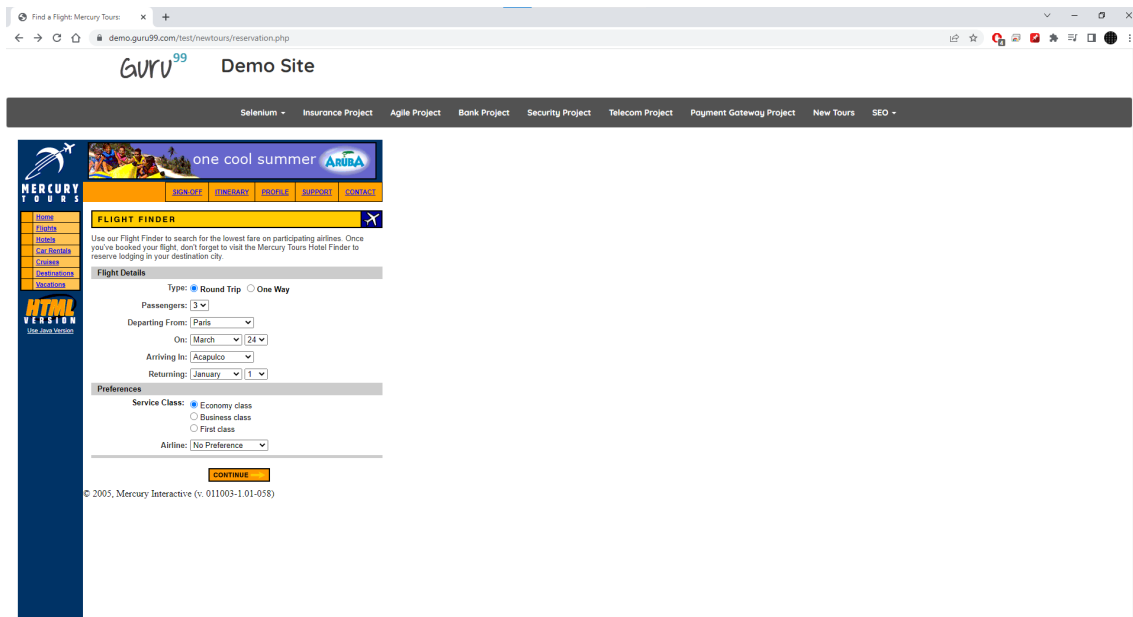 Find a Flight: Mercury Tours:
demo.guru99.com/test/newtours/reservation.php
Guru99 Demo Site
Selenium Insurance Project Agile Project Bank Project Security Project Telecom Project Payment Gateway Project New Tours SEO
one cool summer ARUBA
MERCURY
TOURS
SIGN-OFF ITINERARY PROFILE SUPPORT CONTACT
Home
Flights
Hotels
Car Rentals
Cruises
Destinations
Vacations
HTML
VERSION
Use Java Version
FLIGHT FINDER
Use our Flight Finder to search for the lowest fare on participating airlines. Once
you've booked your flight, don't forget to visit the Mercury Tours Hotel Finder to
reserve lodging in your destination city.
Flight Details
Type: Round Trip One Way
Passengers: 3
Departing From: Paris
On: March 24
Arriving In: Acapulco
Returning: January 1
Preferences
Service Class: Economy class
Business class
First class
Airline: No Preference
CONTINUE
© 2005, Mercury Interactive (v. 011003-1.01-058)